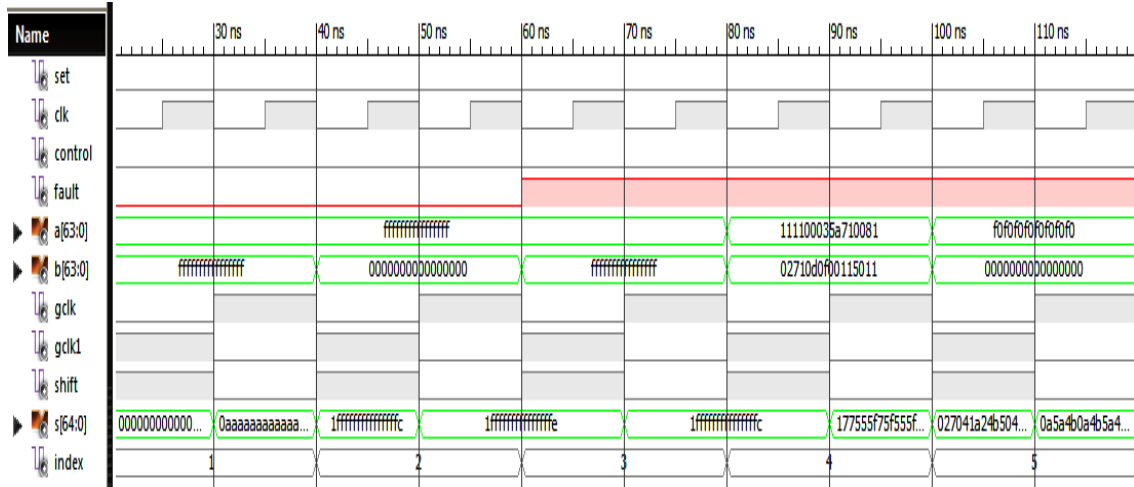 Name 30 ns 40 ns 50 ns 60 ns 70 ns 80 ns 90 ns 100 ns 110 ns
set
clk
control
fault
a[63:0] ffffffffffffffff 111100035a710081 f0f0f0f0f0f0f0f0
b[63:0] ffffffffffffffff 0000000000000000 ffffffffffffffff 02710d0f00115011 0000000000000000
gclk
gclk1
shift
s[64:0] 000000000000... 0aaaaaaaaaaaa... 1fffffffffffffffc 1fffffffffffffffe 1fffffffffffffffc 177555f75f555f... 027041a24b504... 0a5a4b0a4b5a4...
index 1 2 3 4 5